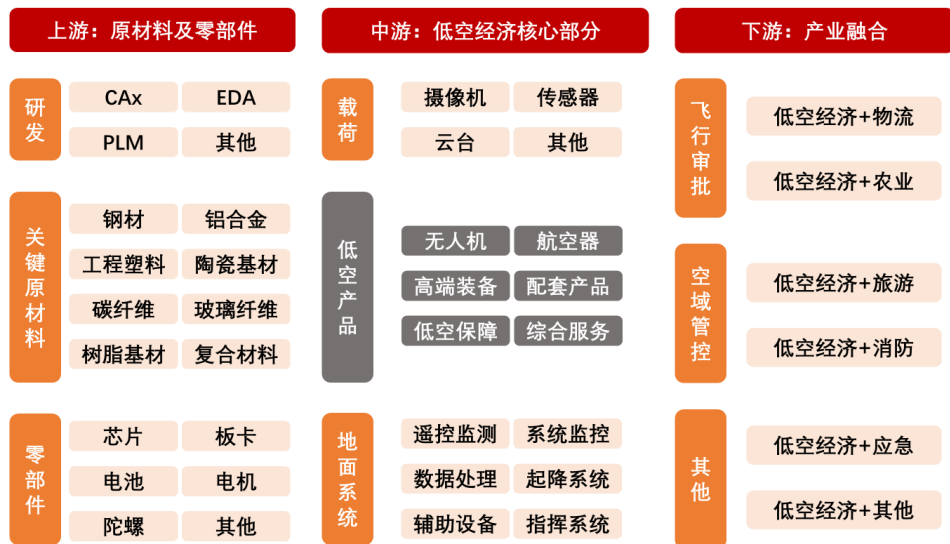 上游：原材料及零部件
研发
CAx EDA
PLM 其他
关键原材料
钢材 铝合金
工程塑料 陶瓷基材
碳纤维 玻璃纤维
树脂基材 复合材料
零部件
芯片 板卡
电池 电机
陀螺 其他
中游：低空经济核心部分
载荷
摄像机 传感器
云台 其他
低空产品
无人机 航空器
高端装备 配套产品
低空保障 综合服务
地面系统
遥控监测 系统监控
数据处理 起降系统
辅助设备 指挥系统
下游：产业融合
飞行审批
低空经济+物流
低空经济+农业
空域管控
低空经济+旅游
低空经济+消防
其他
低空经济+应急
低空经济+其他